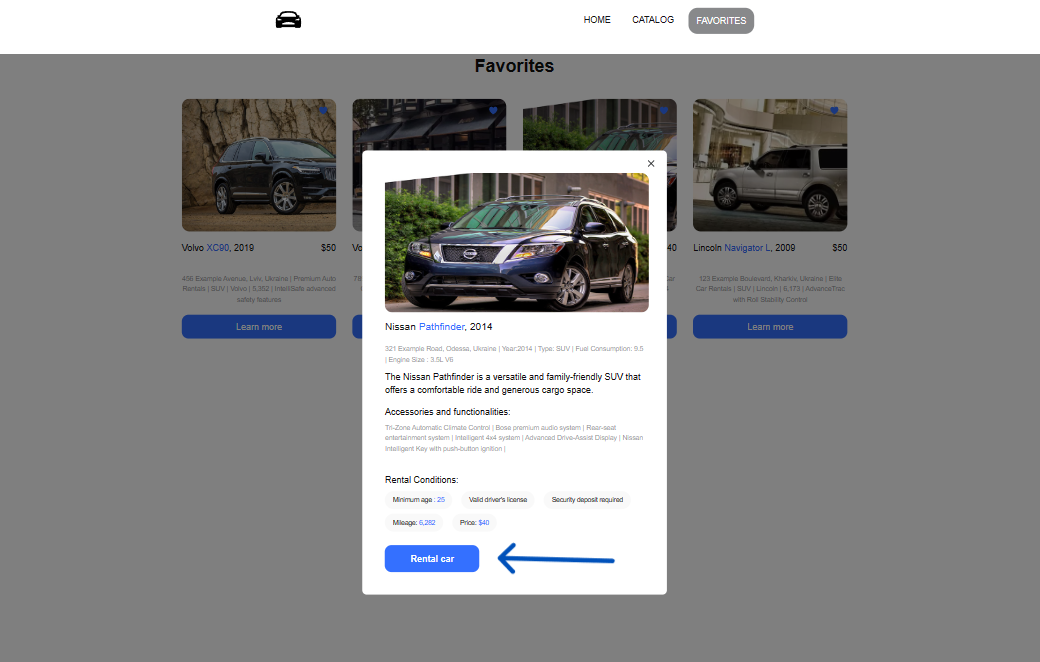 HOME CATALOG FAVORITES
Favorites
Volvo XC90, 2019 $50
456 Example Avenue, Lviv, Ukraine | Premium Auto
Rentals | SUV | Volvo | 5,352 | IntelliSafe advanced
safety features
Learn more
Vo
78
40
Car
Lincoln Navigator L, 2009 $50
123 Example Boulevard, Kharkiv, Ukraine | Elite
Car Rentals | SUV | Lincoln | 5,173 | AdvanceTrac
with Roll Stability Control
Learn more
×
Nissan Pathfinder, 2014
321 Example Road, Odessa, Ukraine | Year:2014 | Type: SUV | Fuel Consumption: 9.5
| Engine Size : 3.5L V6
The Nissan Pathfinder is a versatile and family-friendly SUV that
offers a comfortable ride and generous cargo space.
Accessories and functionalities:
Tri-Zone Automatic Climate Control | Bose premium audio system | Rear-seat
entertainment system | Intelligent 4x4 system | Advanced Drive-Assist Display | Nissan
Intelligent Key with push-button ignition |
Rental Conditions:
Minimum age : 25 Valid driver's license Security deposit required
Mileage: 6,282 Price: $40
Rental car